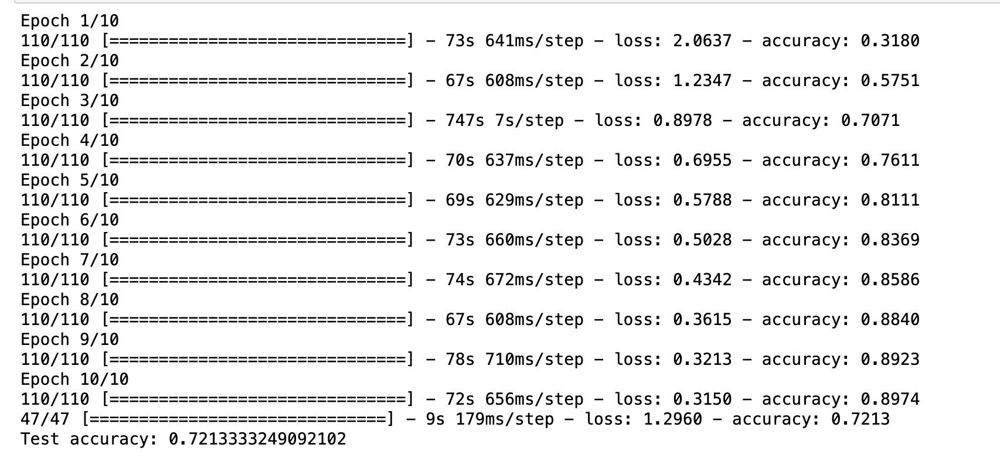 Epoch 1/10
110/110 [==============================] - 73s 641ms/step - loss: 2.0637 - accuracy: 0.3180
Epoch 2/10
110/110 [==============================] - 67s 608ms/step - loss: 1.2347 - accuracy: 0.5751
Epoch 3/10
110/110 [==============================] - 747s 7s/step - loss: 0.8978 - accuracy: 0.7071
Epoch 4/10
110/110 [==============================] - 70s 637ms/step - loss: 0.6955 - accuracy: 0.7611
Epoch 5/10
110/110 [==============================] - 69s 629ms/step - loss: 0.5788 - accuracy: 0.8111
Epoch 6/10
110/110 [==============================] - 73s 660ms/step - loss: 0.5028 - accuracy: 0.8369
Epoch 7/10
110/110 [==============================] - 74s 672ms/step - loss: 0.4342 - accuracy: 0.8586
Epoch 8/10
110/110 [==============================] - 67s 608ms/step - loss: 0.3615 - accuracy: 0.8840
Epoch 9/10
110/110 [==============================] - 78s 710ms/step - loss: 0.3213 - accuracy: 0.8923
Epoch 10/10
110/110 [==============================] - 72s 656ms/step - loss: 0.3150 - accuracy: 0.8974
47/47 [==============================] - 9s 179ms/step - loss: 1.2960 - accuracy: 0.7213
Test accuracy: 0.7213333249092102